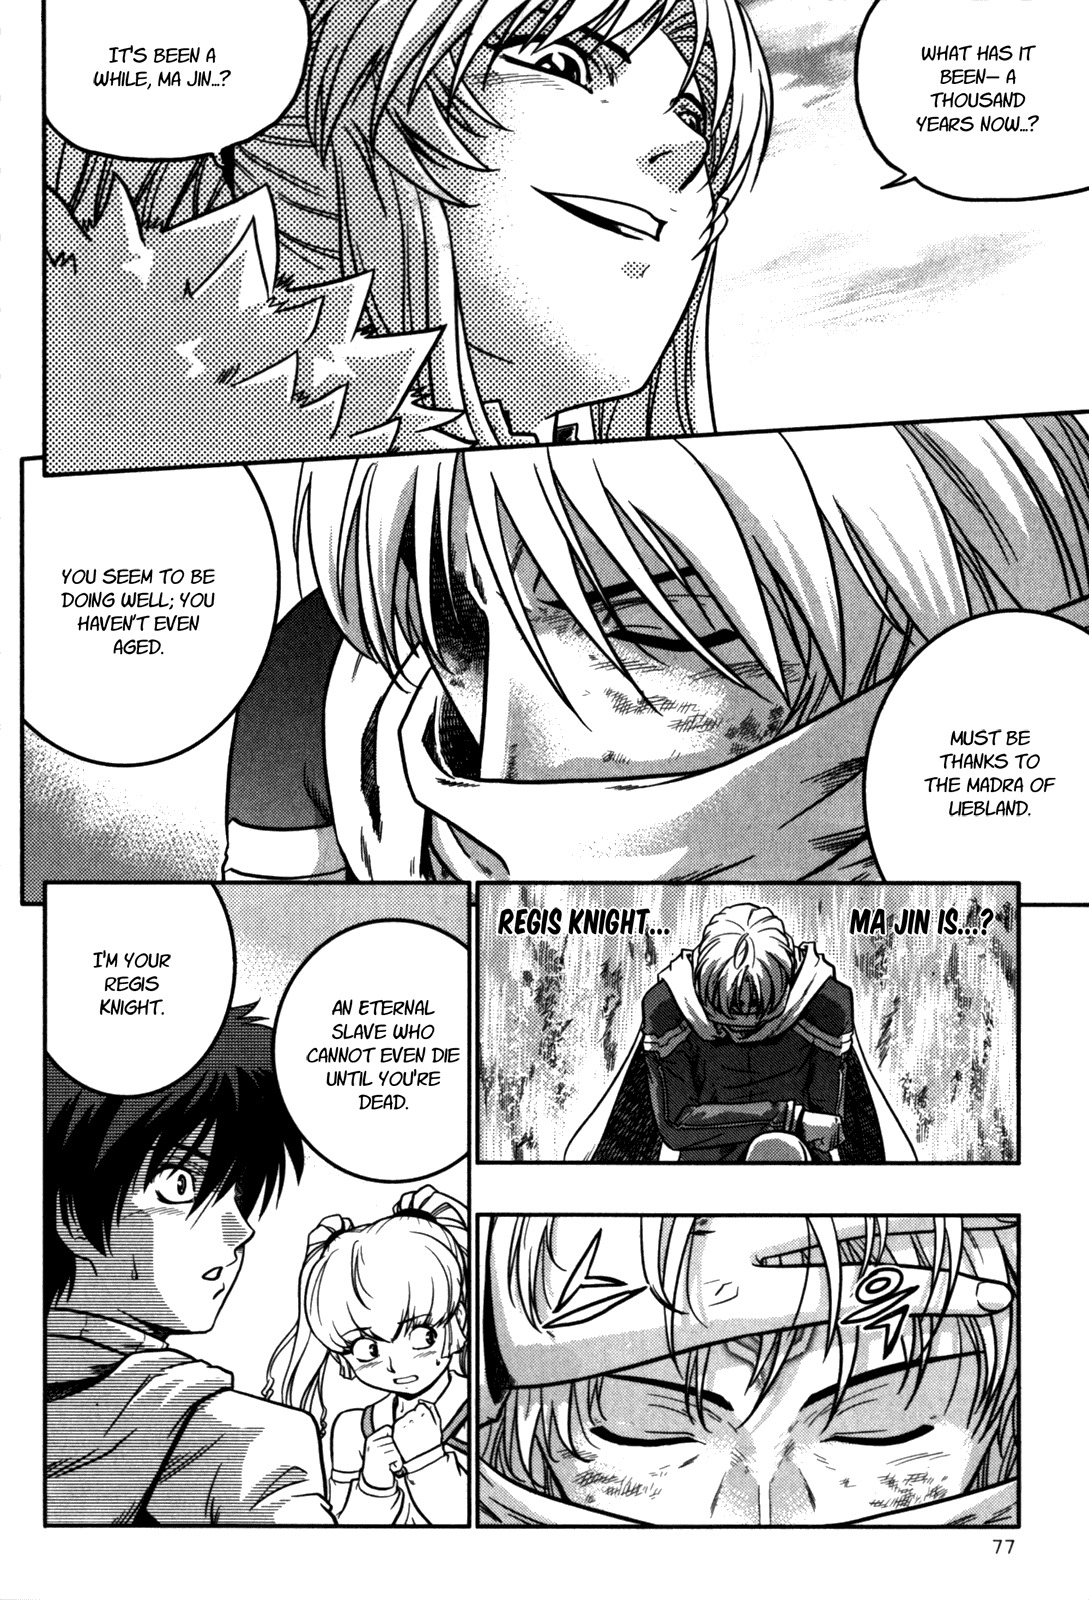 IT'S BEEN A
WHILE, MA JIN..?
WHAT HAS IT
BEEN— A
THOUSAND
YEARS NOW..?
YOU SEEM TO BE
DOING WELL; YOU
HAVEN'T EVEN
AGED.
MUST BE
THANKS TO
THE MADRA OF
LIEBLAND.
I'M YOUR
REGIS
KNIGHT.
AN ETERNAL
SLAVE WHO
CANNOT EVEN DIE
UNTIL YOU'RE
DEAD.
REGIS KNIGHT...
MA JIN IS...?
77